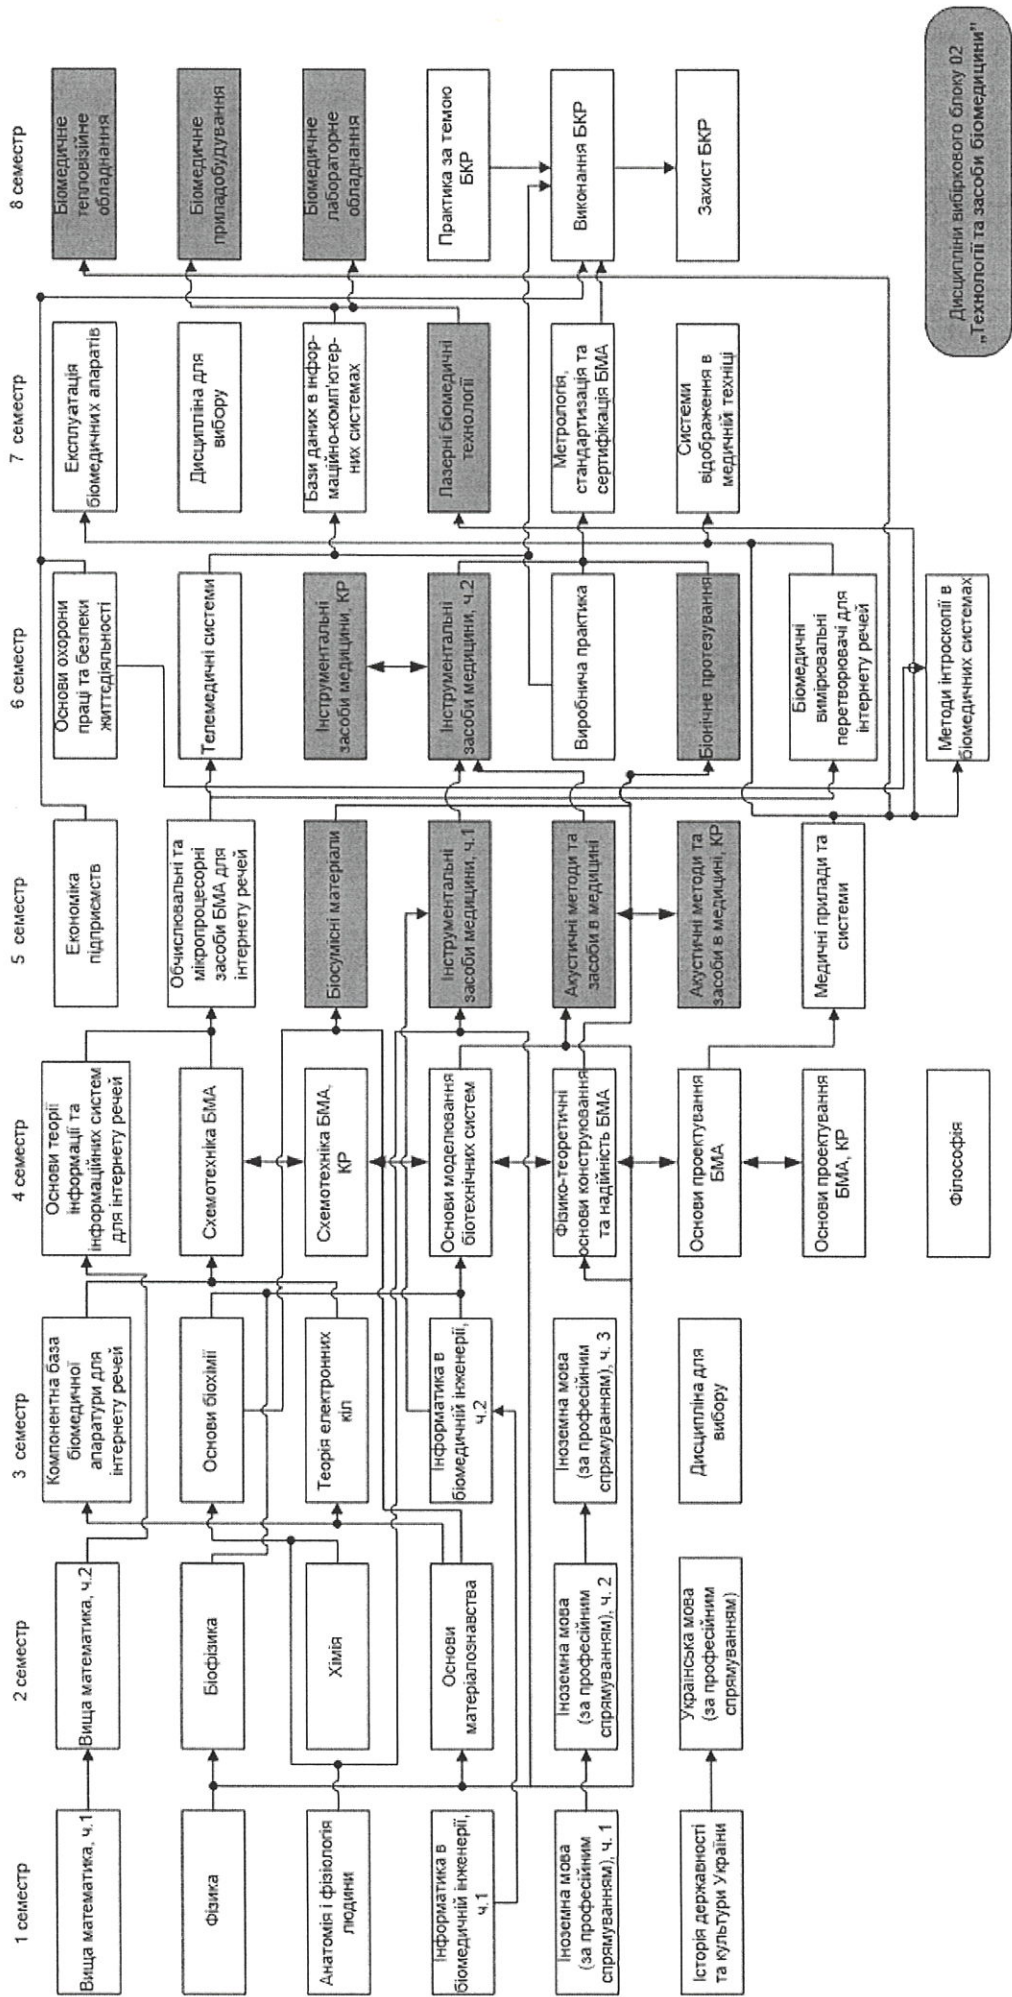 1 семестр
Вища математика, ч.1
Фізика
Анатомія і фізіологія
людини
Інформатика в
біомедичній інженерії,
ч.1
Іноземна мова
(за професійним
спрямуванням), ч. 1
Історія державності
та культури України
2 семестр
Вища математика, ч.2
Біофізика
Хімія
Основи
матеріалознавства
Іноземна мова
(за професійним
спрямуванням), ч. 2
Українська мова
(за професійним
спрямуванням)
3 семестр
Компонентна база
біомедичної
апаратури для
інтернету речей
Основи біохімії
Теорія електронних
кіл
Інформатика в
біомедичній інженерії,
ч.2
Іноземна мова
(за професійним
спрямуванням), ч. 3
Дисципліна для
вибору
4 семестр
Основи теорії
інформації та
інформаційних систем
для інтернету речей
Схемотехніка БМА
Схемотехніка БМА,
КР
Основи моделювання
біотехнічних систем
Фізико-теоретичні
основи конструювання
та надійність БМА
Основи проектування
БМА
Основи проектування
БМА, КР
Філософія
5 семестр
Економіка
підприємств
Обчислювальні та
мікропроцесорні
засоби БМА для
інтернету речей
Біосумісні матеріали
Інструментальні
засоби медицини, ч.1
Акустичні методи та
засоби в медицині
Акустичні методи та
засоби в медицині, КР
Медичні прилади та
системи
6 семестр
Основи охорони
праці та безпеки
життєдіяльності
Телемедичні системи
Інструментальні
засоби медицини, КР
Інструментальні
засоби медицини, ч.2
Виробнича практика
Біонічне протезування
Біомедичні
вимірювальні
перетворювачі для
інтернету речей
Методи інтроскопії в
біомедичних системах
7 семестр
Експлуатація
біомедичних апаратів
Дисципліна для
вибору
Бази даних в інфор-
маційно-комп'ютер-
них системах
Лазерні біомедичні
технології
Метрологія,
стандартизація та
сертифікація БМА
Системи
відображення в
медичній техніці
8 семестр
Біомедичне
тепловізійне
обладнання
Біомедичне
приладобудування
Біомедичне
лабораторне
обладнання
Практика за темою
БКР
Виконання БКР
Захист БКР
Дисципліни вибіркового блоку 02
„Технології та засоби біомедицини"